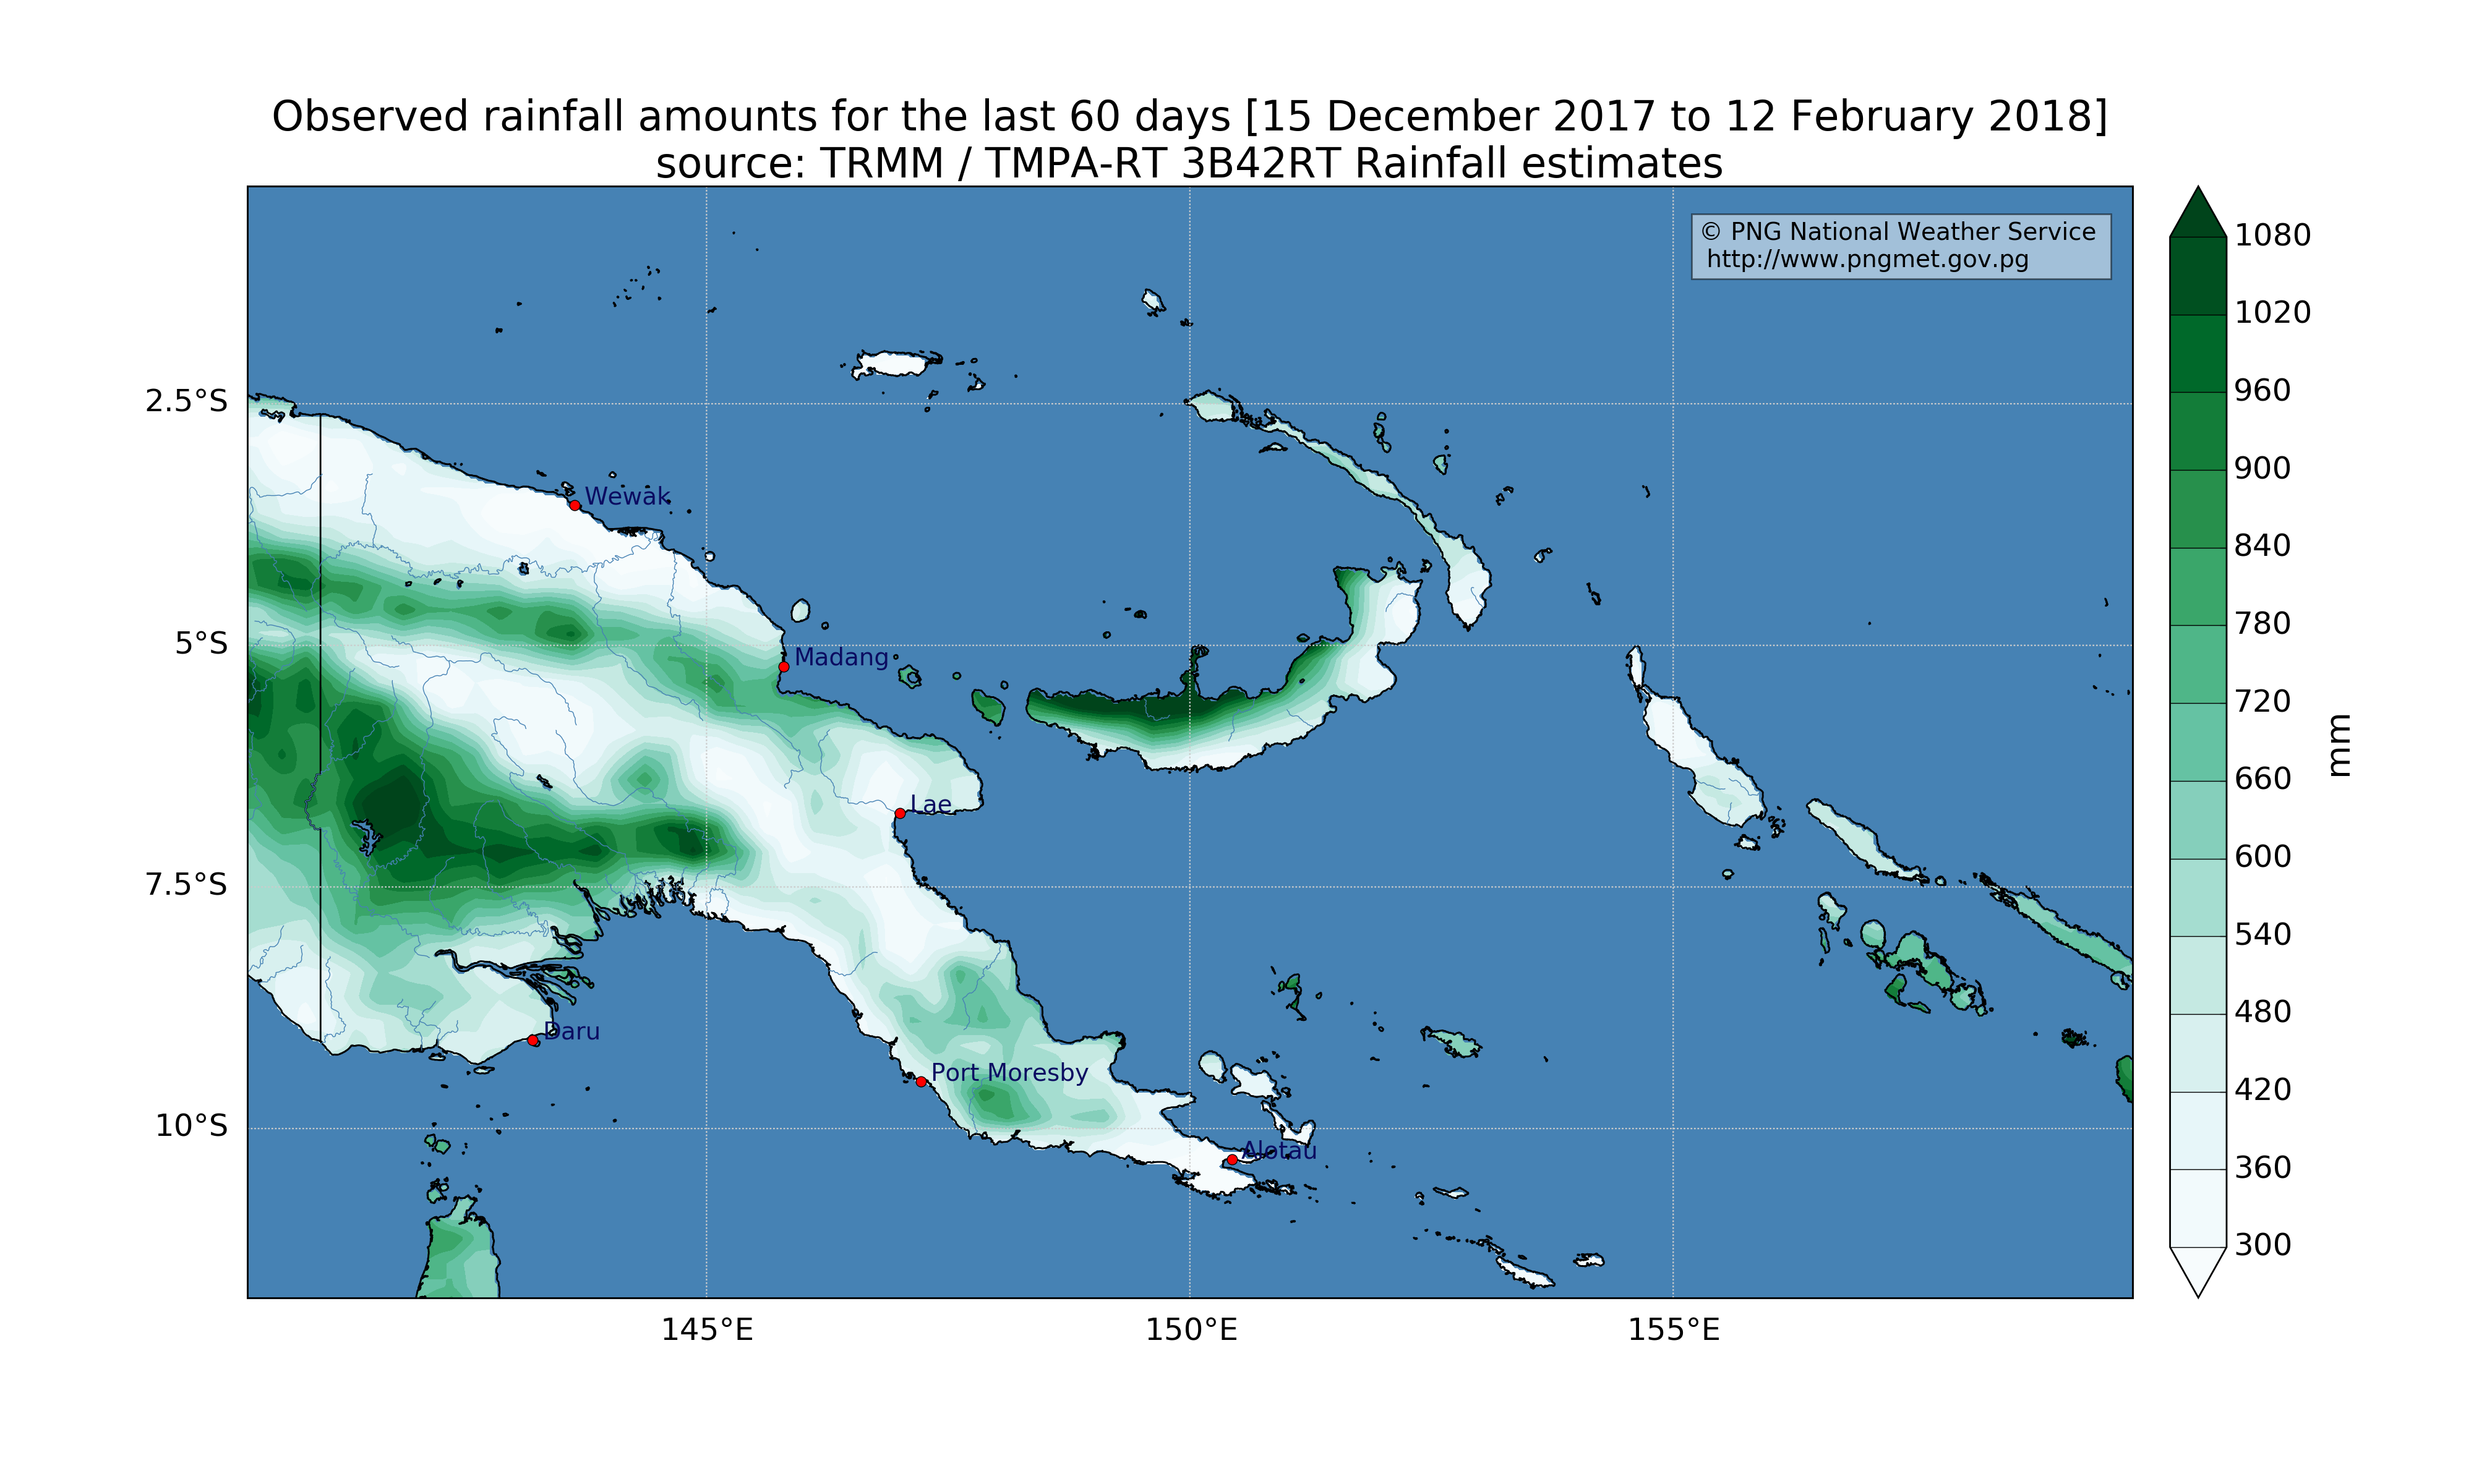 Observed rainfall amounts for the last 60 days [15 December 2017 to 12 February 2018]
source: TRMM / TMPA-RT 3B42RT Rainfall estimates
© PNG National Weather Service
http://www.pngmet.gov.pg
1080
1020
960
900
840
780
720
660
600
540
480
420
360
300
mm
2.5°S
5°S
7.5°S
10°S
Wewak
Madang
Lae
Daru
Port Moresby
Alotau
145°E
150°E
155°E